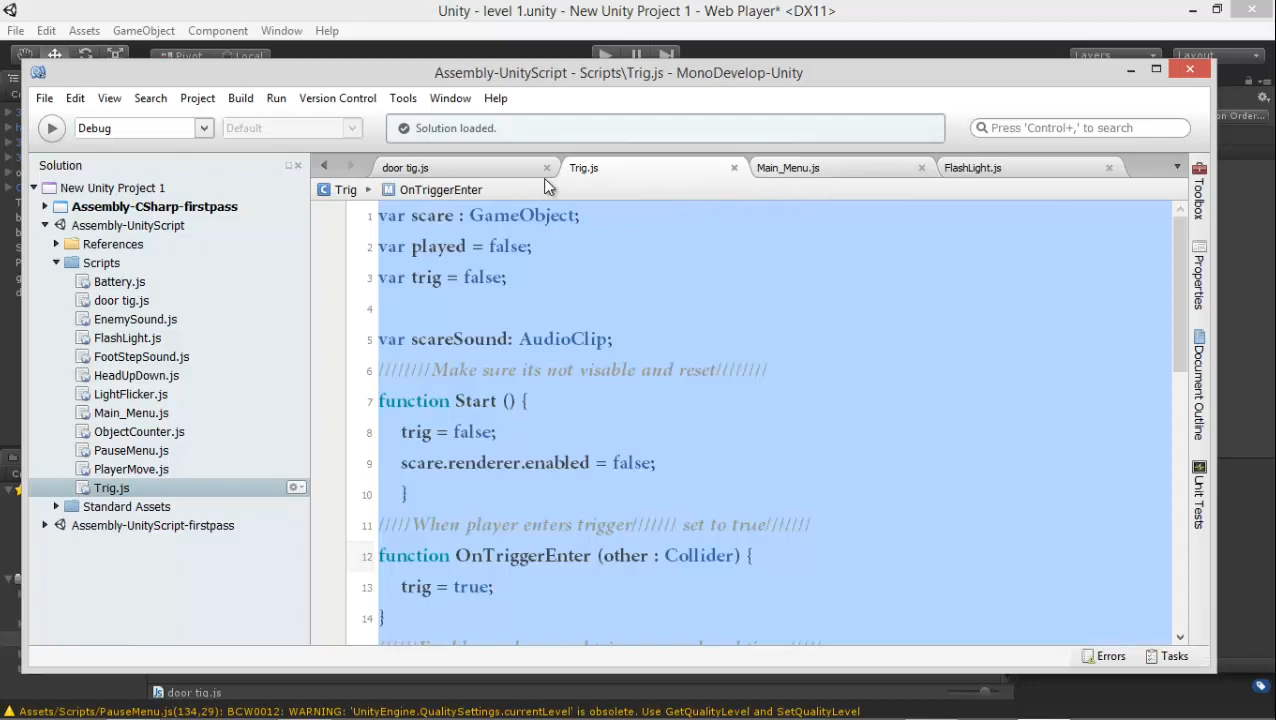 Unity - level 1.unity - New Unity Project 1 - Web Player* <DX11>
File Edit Assets GameObject Component Window Help
Pivot Local Layers Layout
Assembly-UnityScript - Scripts\Trig.js - MonoDevelop-Unity
File Edit View Search Project Build Run Version Control Tools Window Help
Debug Default Solution loaded. Press 'Control+,' to search
Solution
door tig.js Trig.js Main_Menu.js FlashLight.js
Trig OnTriggerEnter
New Unity Project 1
Assembly-CSharp-firstpass
Assembly-UnityScript
References
Scripts
Battery.js
door tig.js
EnemySound.js
FlashLight.js
FootStepSound.js
HeadUpDown.js
LightFlicker.js
Main_Menu.js
ObjectCounter.js
PauseMenu.js
PlayerMove.js
Trig.js
Standard Assets
Assembly-UnityScript-firstpass
1 var scare : GameObject;
2 var played = false;
3 var trig = false;
4
5 var scareSound: AudioClip;
6 ////////Make sure its not visable and reset////////
7 function Start () {
8 trig = false;
9 scare.renderer.enabled = false;
10 }
11 /////When player enters trigger/////// set to true///////
12 function OnTriggerEnter (other : Collider) {
13 trig = true;
14 }
Toolbox
Properties
Document Outline
Unit Tests
on Order...
Errors Tasks
door tig.js
Assets/Scripts/PauseMenu.js(134,29): BCW0012: WARNING: 'UnityEngine.QualitySettings.currentLevel' is obsolete. Use GetQualityLevel and SetQualityLevel